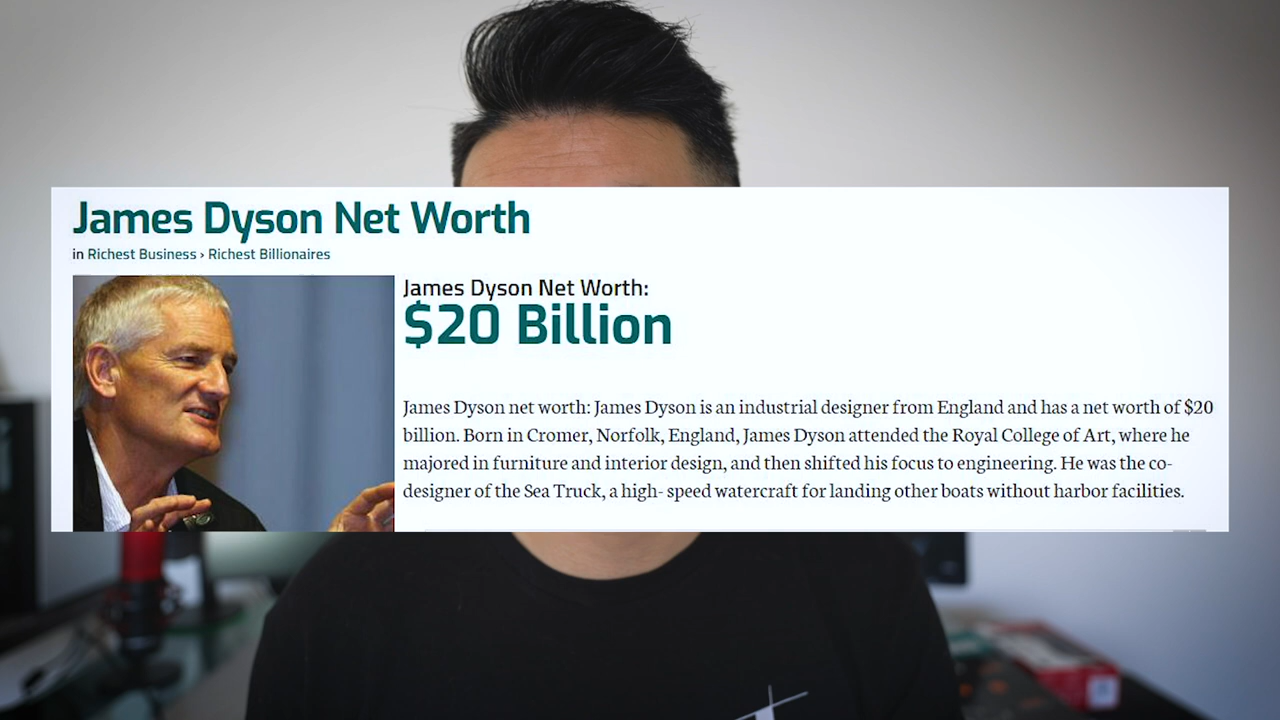 James Dyson Net Worth
in Richest Business › Richest Billionaires
James Dyson Net Worth:
$20 Billion
James Dyson net worth: James Dyson is an industrial designer from England and has a net worth of $20
billion. Born in Cromer, Norfolk, England, James Dyson attended the Royal College of Art, where he
majored in furniture and interior design, and then shifted his focus to engineering. He was the co-
designer of the Sea Truck, a high- speed watercraft for landing other boats without harbor facilities.